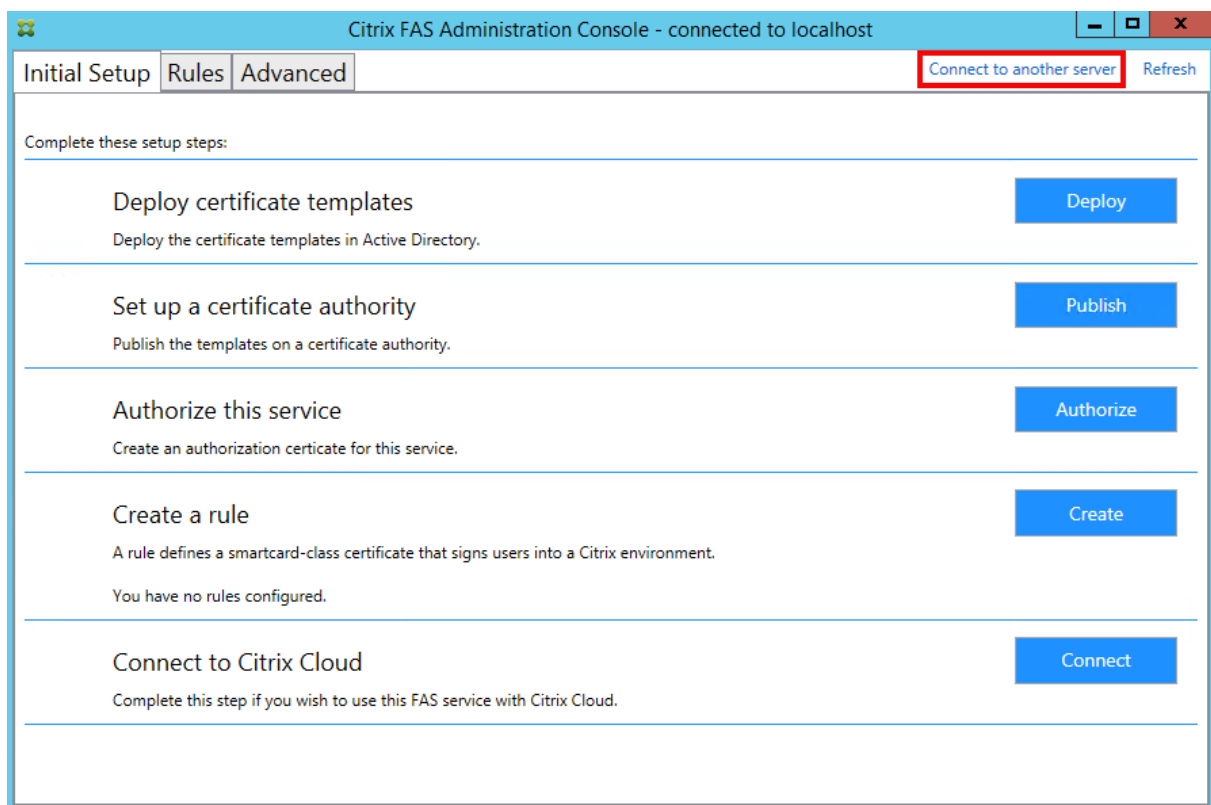 Citrix FAS Administration Console - connected to localhost
Initial Setup Rules Advanced Connect to another server Refresh
Complete these setup steps:
Deploy certificate templates
Deploy
Deploy the certificate templates in Active Directory.
Set up a certificate authority
Publish
Publish the templates on a certificate authority.
Authorize this service
Authorize
Create an authorization certicate for this service.
Create a rule
Create
A rule defines a smartcard-class certificate that signs users into a Citrix environment.
You have no rules configured.
Connect to Citrix Cloud
Connect
Complete this step if you wish to use this FAS service with Citrix Cloud.